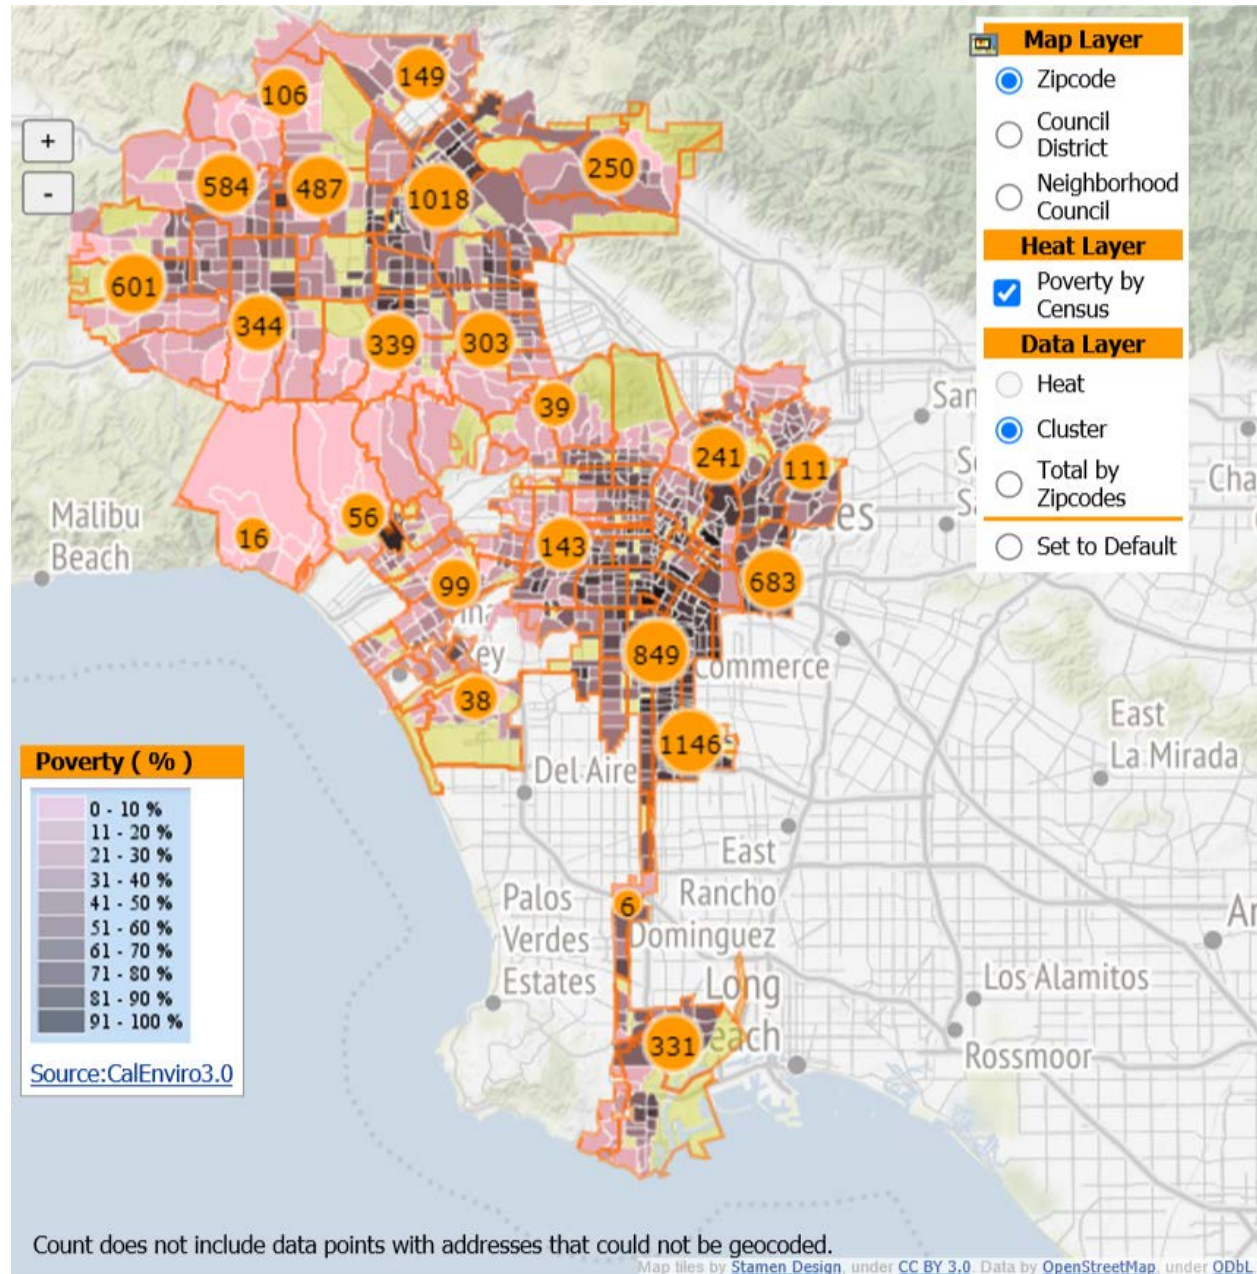 Map Layer
Zipcode
Council
District
Neighborhood
Council
Heat Layer
Poverty by
Census
Data Layer
Heat
Cluster
Total by
Zipcodes
Set to Default
+
-
106
149
584
487
1018
250
601
344
339
303
39
241
111
16
56
143
99
683
849
38
1146
6
331
San
Cha
Malibu
Beach
es
ey
Commerce
East
La Mirada
Del Aire
East
Rancho
Dominguez
Palos
Verdes
Estates
Long
each
Los Alamitos
Rossmoor
Poverty ( % )
0 - 10 %
11 - 20 %
21 - 30 %
31 - 40 %
41 - 50 %
51 - 60 %
61 - 70 %
71 - 80 %
81 - 90 %
91 - 100 %
Source:CalEnviro3.0
Count does not include data points with addresses that could not be geocoded.
Map tiles by Stamen Design, under CC BY 3.0. Data by OpenStreetMap, under ODbL